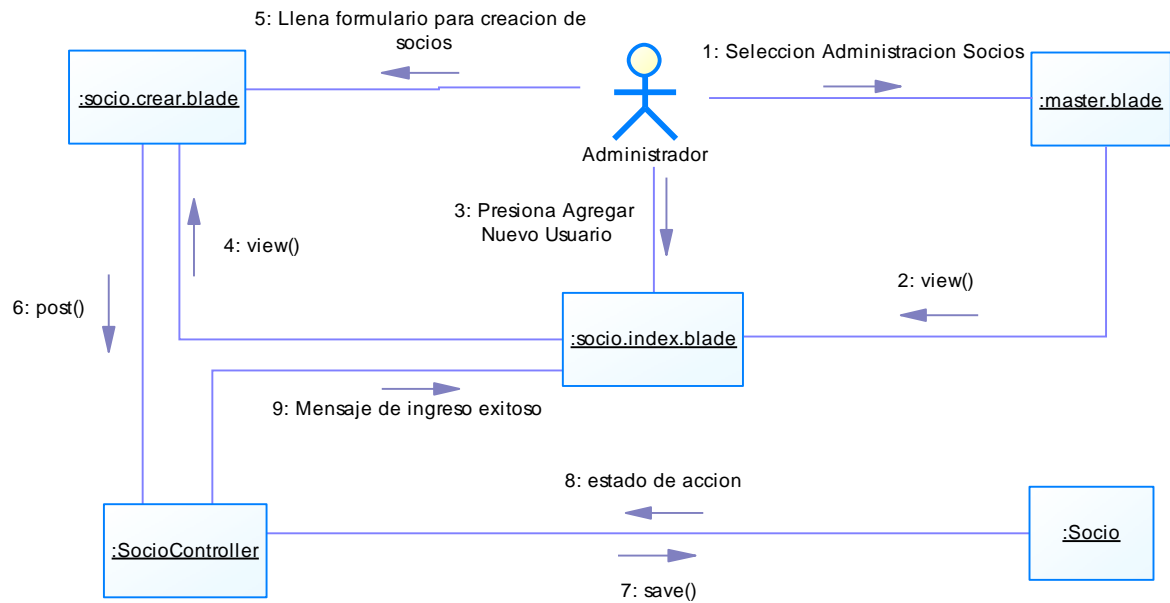 5: Llena formulario para creacion de
socios
1: Seleccion Administracion Socios
:socio.crear.blade
:master.blade
Administrador
3: Presiona Agregar
Nuevo Usuario
4: view()
2: view()
6: post()
:socio.index.blade
9: Mensaje de ingreso exitoso
8: estado de accion
:SocioController
:Socio
7: save()